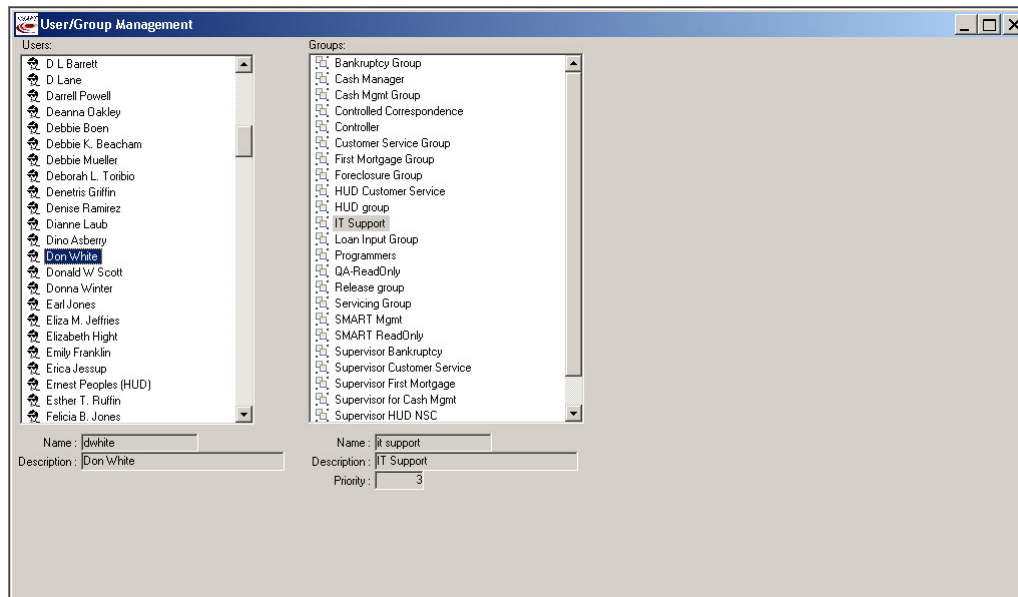 User/Group Management
Users:
D L Barrett
D Lane
Darrell Powell
Deanna Oakley
Debbie Boen
Debbie K. Beacham
Debbie Mueller
Deborah L. Toribio
Denetris Griffin
Denise Ramirez
Dianne Laub
Dino Asberry
Don White
Donald W Scott
Donna Winter
Earl Jones
Eliza M. Jeffries
Elizabeth Hight
Emily Franklin
Erica Jessup
Ernest Peoples (HUD)
Esther T. Ruffin
Felicia B. Jones
Name : dwhite
Description : Don White
Groups:
Bankruptcy Group
Cash Manager
Cash Mgmt Group
Controlled Correspondence
Controller
Customer Service Group
First Mortgage Group
Foreclosure Group
HUD Customer Service
HUD group
IT Support
Loan Input Group
Programmers
QA-ReadOnly
Release group
Servicing Group
SMART Mgmt
SMART ReadOnly
Supervisor Bankruptcy
Supervisor Customer Service
Supervisor First Mortgage
Supervisor for Cash Mgmt
Supervisor HUD NSC
Name : it support
Description : IT Support
Priority : 3